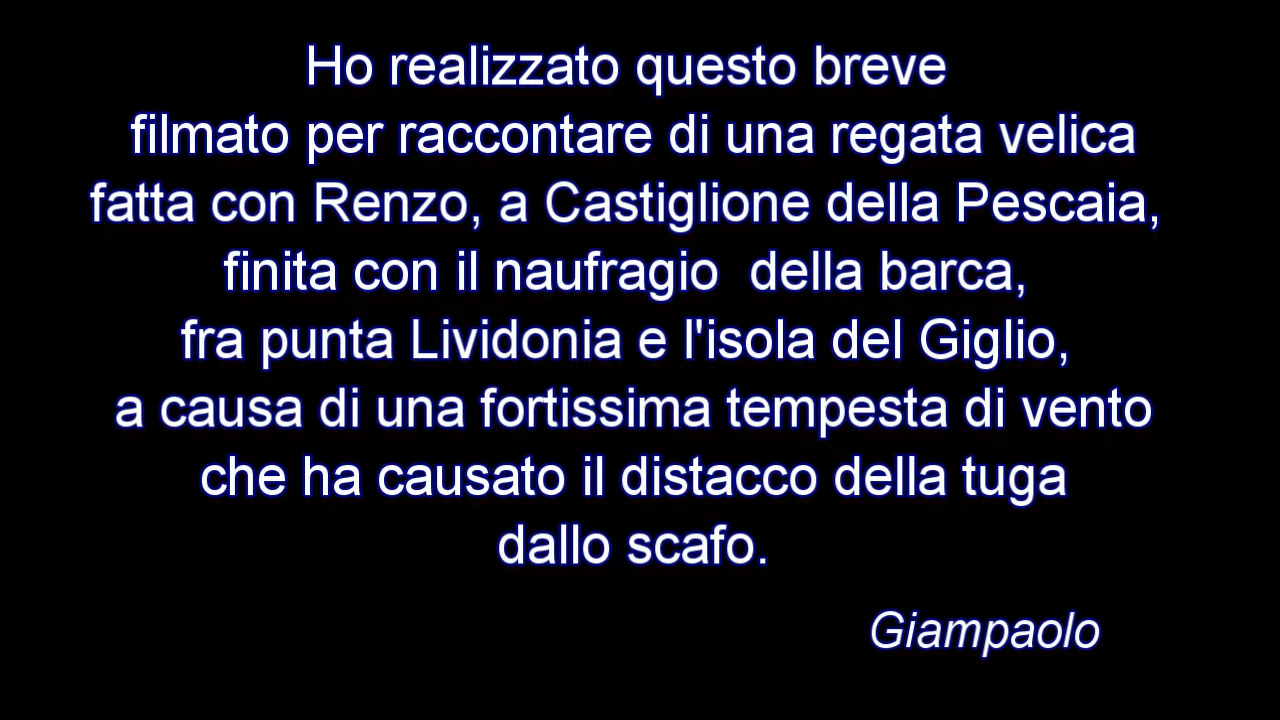 Ho realizzato questo breve
filmato per raccontare di una regata velica
fatta con Renzo, a Castiglione della Pescaia,
finita con il naufragio  della barca,
fra punta Lividonia e l'isola del Giglio,
a causa di una fortissima tempesta di vento
che ha causato il distacco della tuga
dallo scafo.
Giampaolo